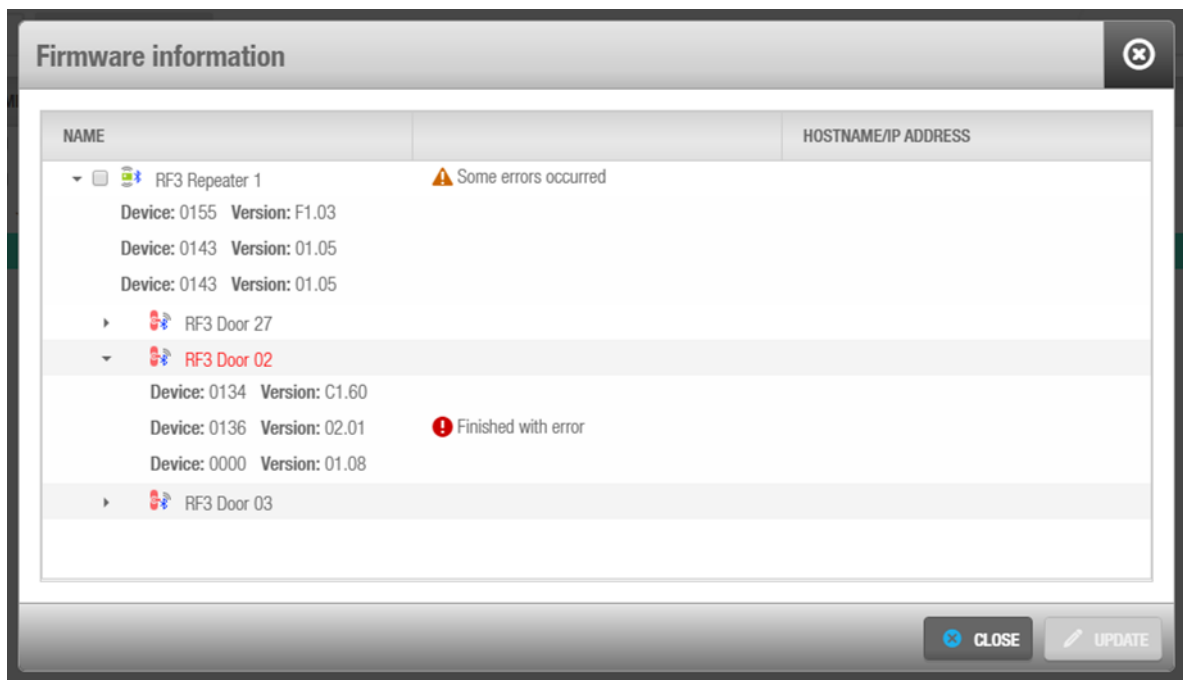 Firmware information
NAME HOSTNAME/IP ADDRESS
RF3 Repeater 1 Some errors occurred
Device: 0155 Version: F1.03
Device: 0143 Version: 01.05
Device: 0143 Version: 01.05
RF3 Door 27
RF3 Door 02
Device: 0134 Version: C1.60
Device: 0136 Version: 02.01 Finished with error
Device: 0000 Version: 01.08
RF3 Door 03
CLOSE UPDATE